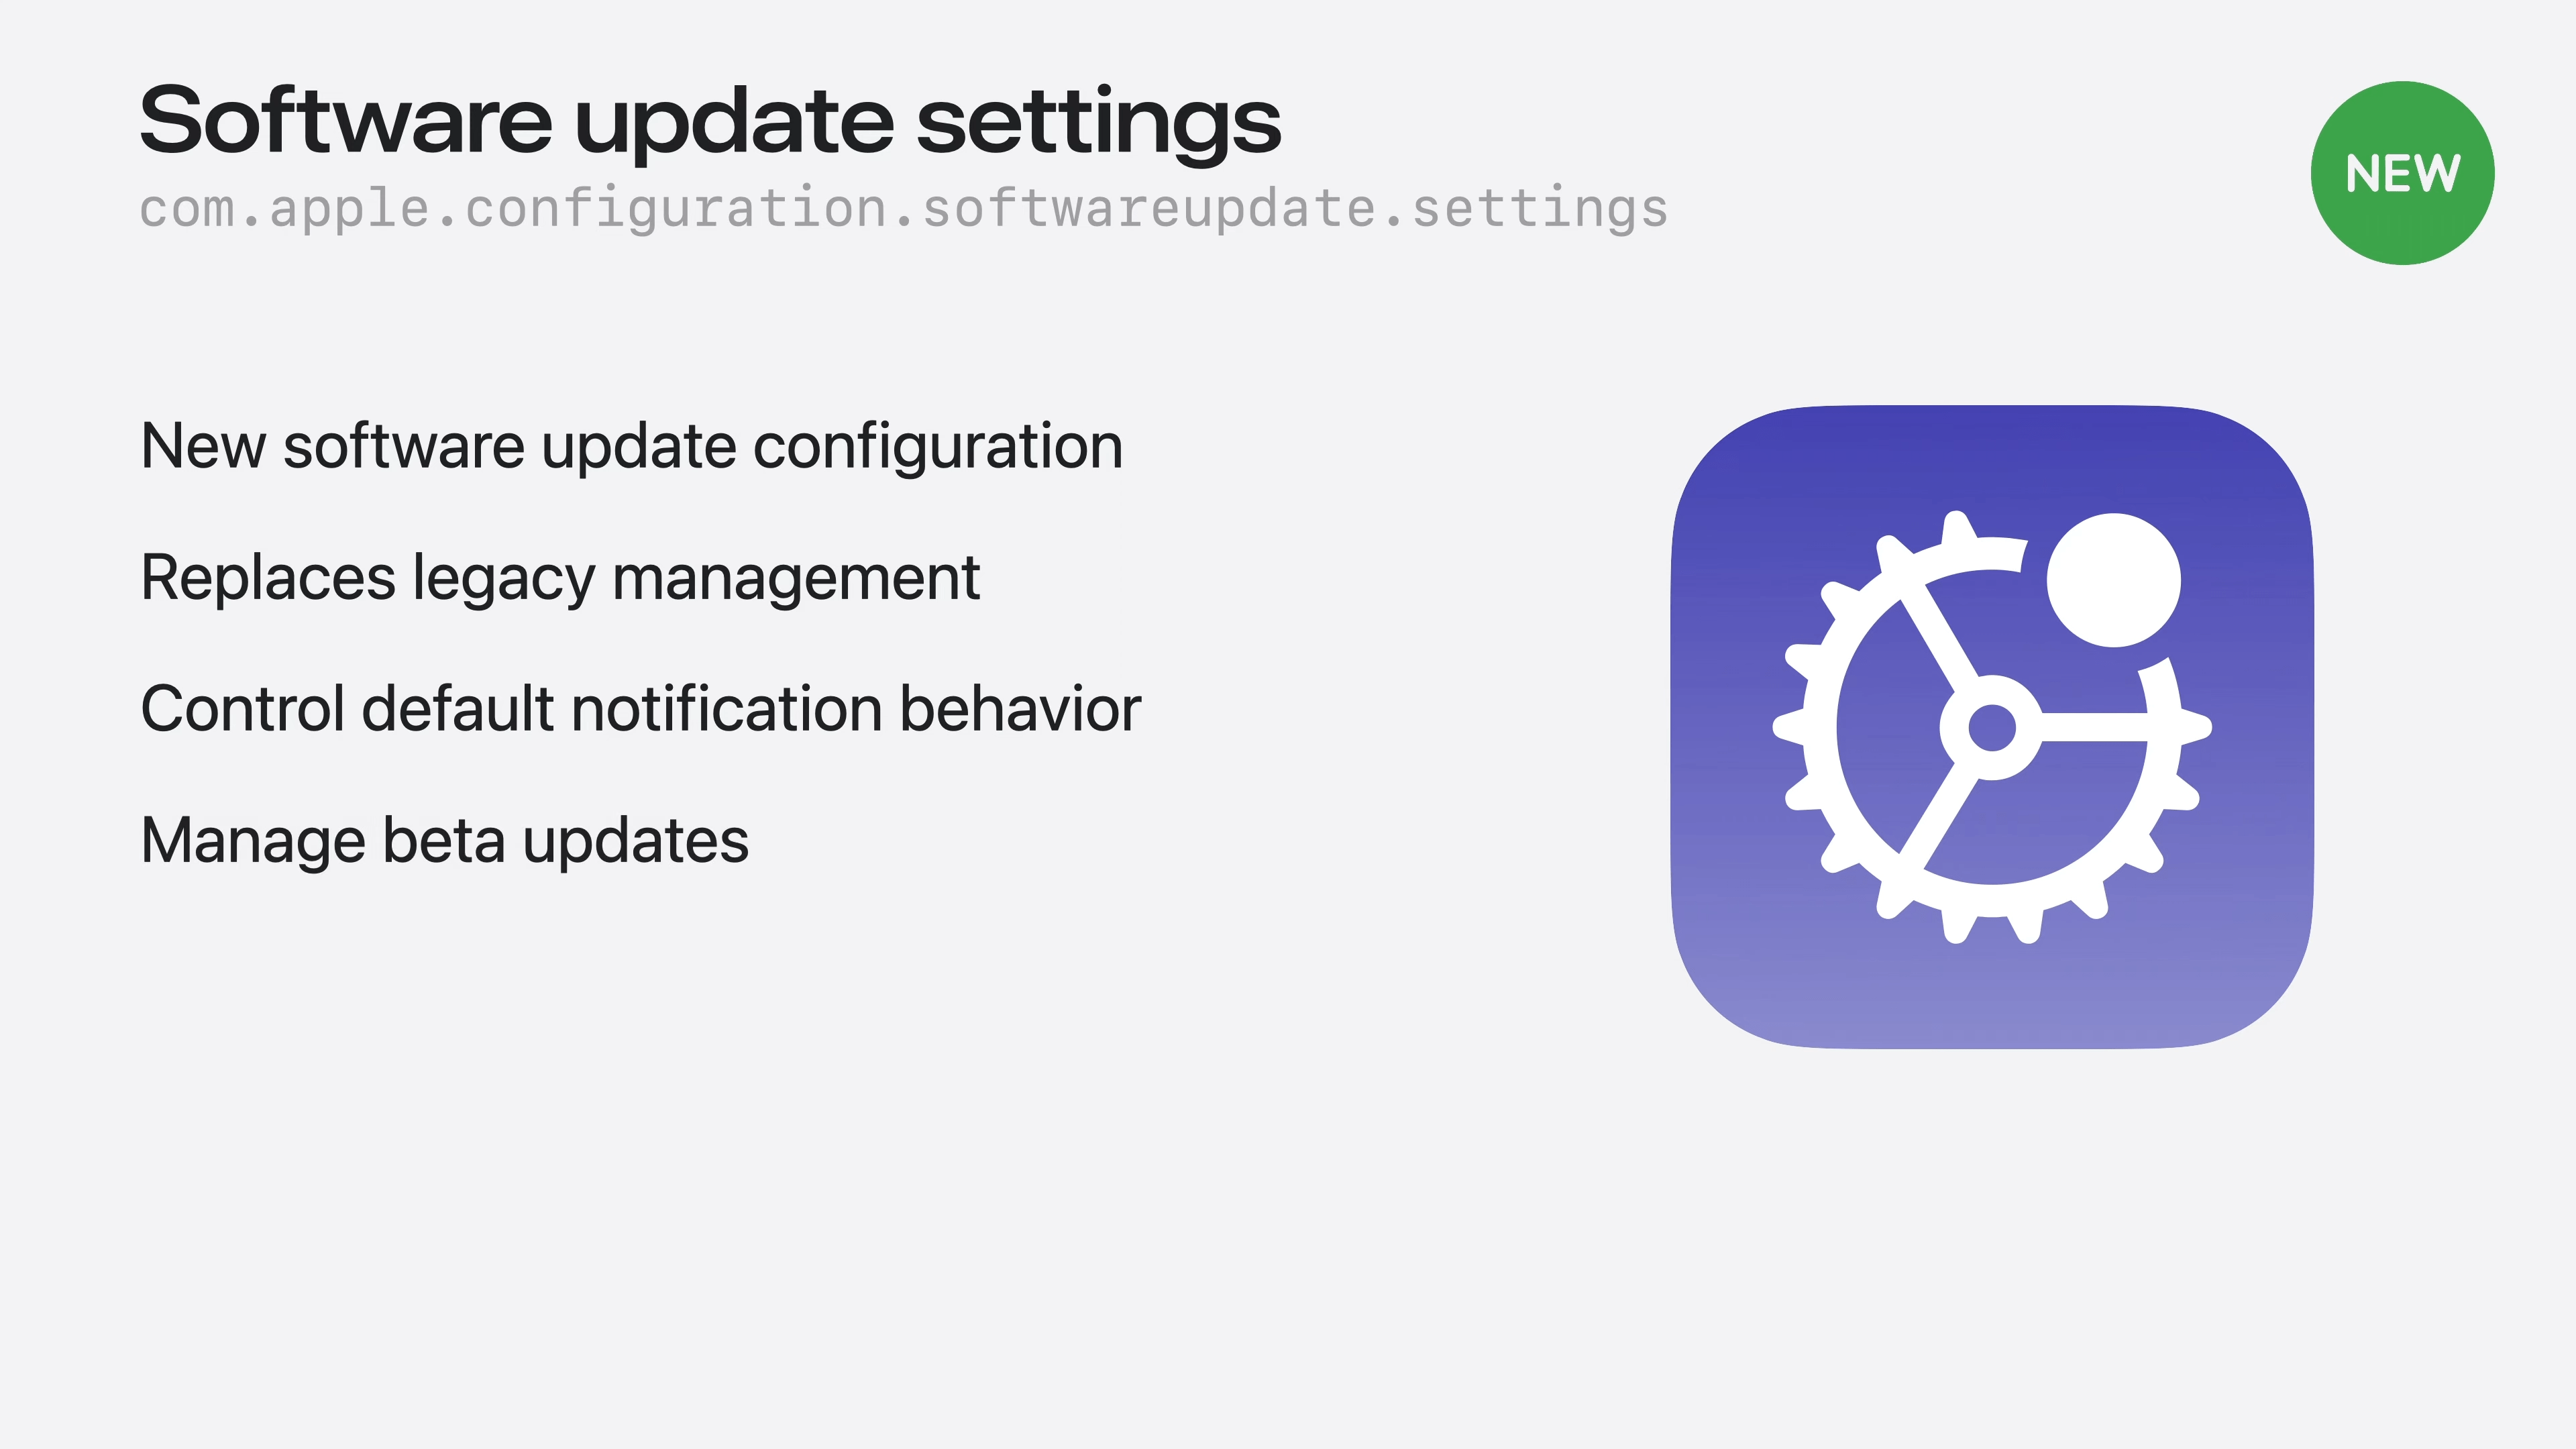 Software update settings
com.apple.configuration.softwareupdate.settings
NEW
New software update configuration
Replaces legacy management
Control default notification behavior
Manage beta updates